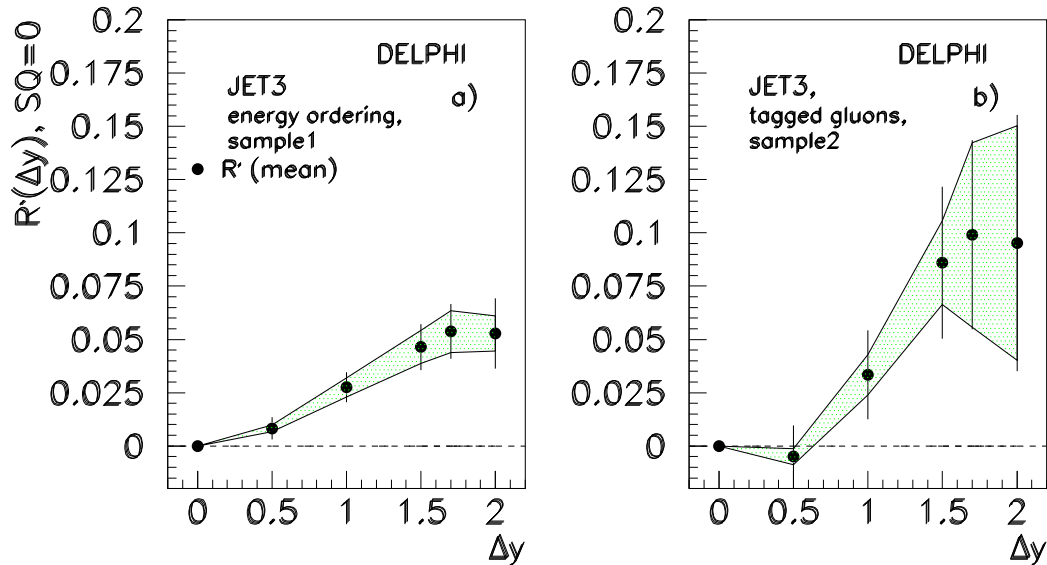 R'(Δy), SQ=0
0.2
0.175
0.15
0.125
0.1
0.075
0.05
0.025
0
DELPHI
a)
JET3
energy ordering,
sample1
R' (mean)
0 0.5 1 1.5 2
Δy
0.2
0.175
0.15
0.125
0.1
0.075
0.05
0.025
0
DELPHI
b)
JET3,
tagged gluons,
sample2
0 0.5 1 1.5 2
Δy